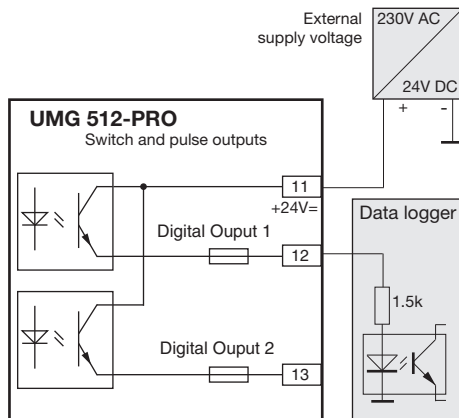 External
supply voltage
230V AC
24V DC
+ -
UMG 512-PRO
Switch and pulse outputs
11
+24V=
Data logger
Digital Ouput 1
12
1.5k
Digital Ouput 2
13